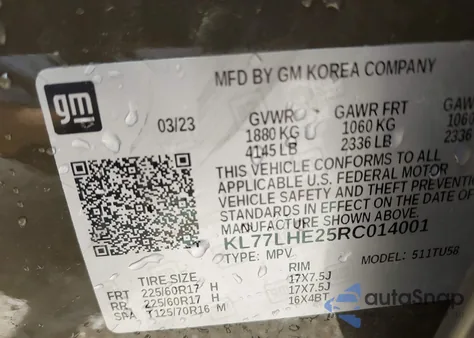 gm
MFD BY GM KOREA COMPANY
03/23
GVWR GAWR FRT GAW
1880 KG 1060 KG 1060
4145 LB 2336 LB 2336
THIS VEHICLE CONFORMS TO ALL
APPLICABLE U.S. FEDERAL MOTOR
VEHICLE SAFETY AND THEFT PREVENTI
STANDARDS IN EFFECT ON THE DATE OF
MANUFACTURE SHOWN ABOVE.
KL77LHE25RC014001
TYPE: MPV MODEL: 511TU58
TIRE SIZE RIM
FRT 225/60R17 H 17X7.5J
RR 225/60R17 H 17X7.5J
SPA T125/70R16 M 16X4BT
autoSnap